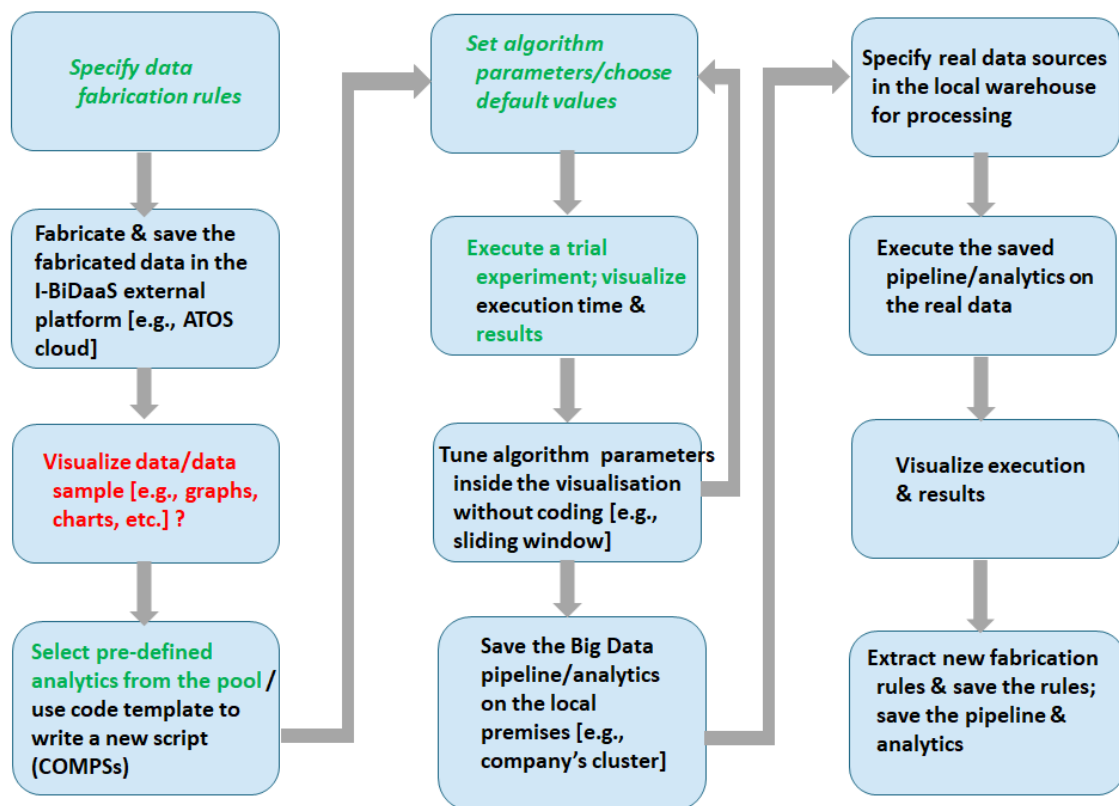 Specify data
fabrication rules
Fabricate & save the
fabricated data in the
I-BiDaaS external
platform [e.g., ATOS
cloud]
Visualize data/data
sample [e.g., graphs,
charts, etc.] ?
Select pre-defined
analytics from the pool /
use code template to
write a new script
(COMPSs)
Set algorithm
parameters/choose
default values
Execute a trial
experiment; visualize
execution time &
results
Tune algorithm parameters
inside the visualisation
without coding [e.g.,
sliding window]
Save the Big Data
pipeline/analytics
on the local
premises [e.g.,
company's cluster]
Specify real data sources
in the local warehouse
for processing
Execute the saved
pipeline/analytics on
the real data
Visualize execution
& results
Extract new fabrication
rules & save the rules;
save the pipeline &
analytics